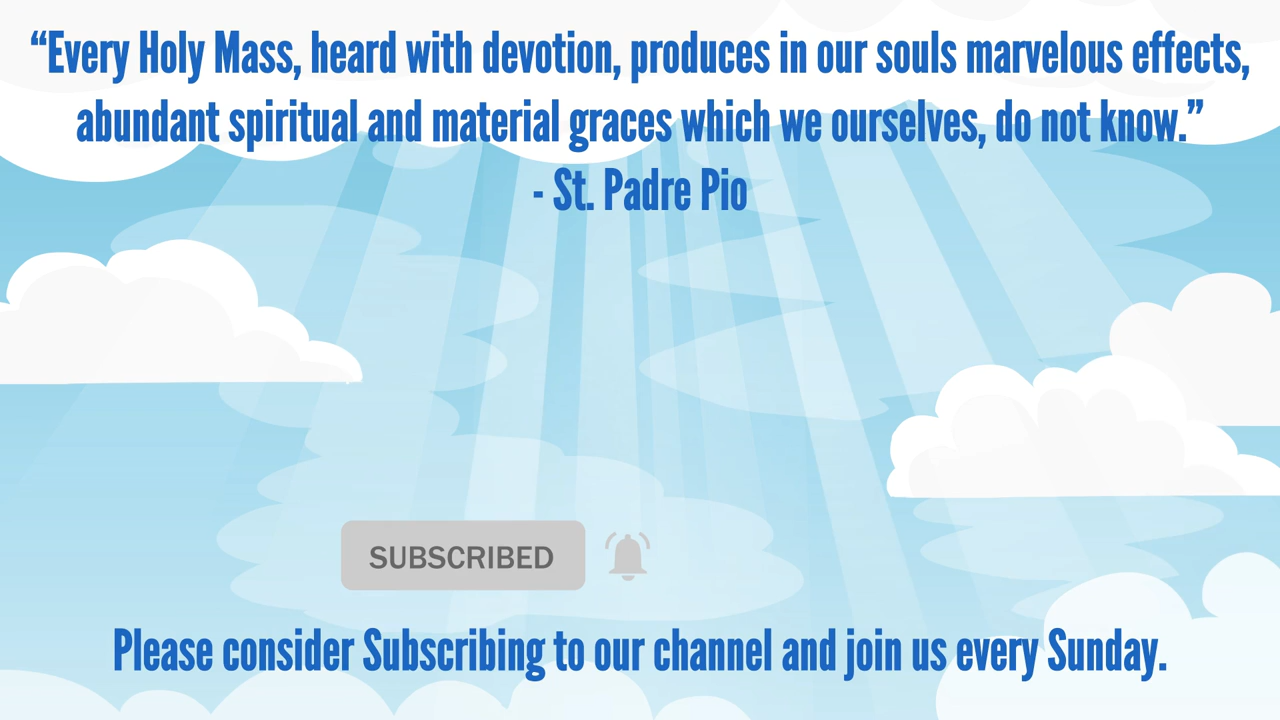 “Every Holy Mass, heard with devotion, produces in our souls marvelous effects,
abundant spiritual and material graces which we ourselves, do not know.”
- St. Padre Pio
SUBSCRIBED
Please consider Subscribing to our channel and join us every Sunday.